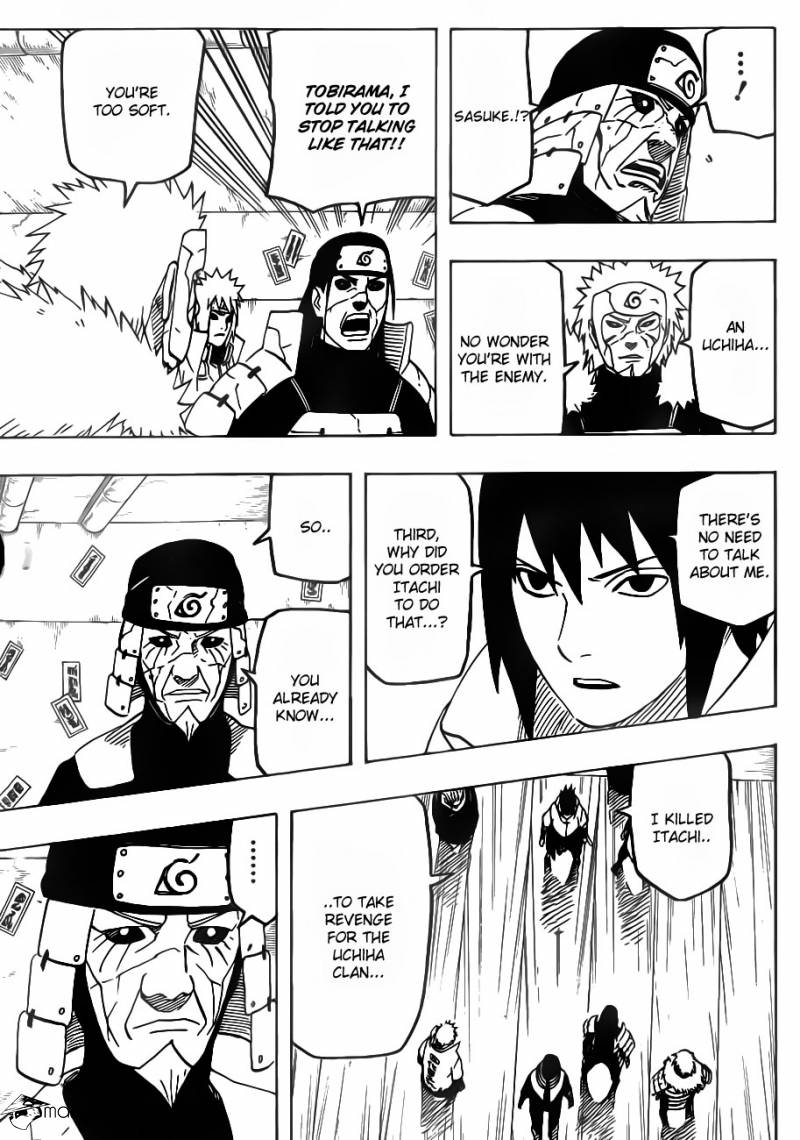 ...!
SASUKE.!?
TOBIRAMA, I
TOLD YOU TO
STOP TALKING
LIKE THAT!!
YOU'RE
TOO SOFT.
AN
UCHIHA...
NO WONDER
YOU'RE WITH
THE ENEMY.
THERE'S
NO NEED
TO TALK
ABOUT ME.
THIRD,
WHY DID
YOU ORDER
ITACHI
TO DO
THAT...?
SO..
YOU
ALREADY
KNOW...
I KILLED
ITACHI..
..TO TAKE
REVENGE
FOR THE
UCHIHA
CLAN...
......